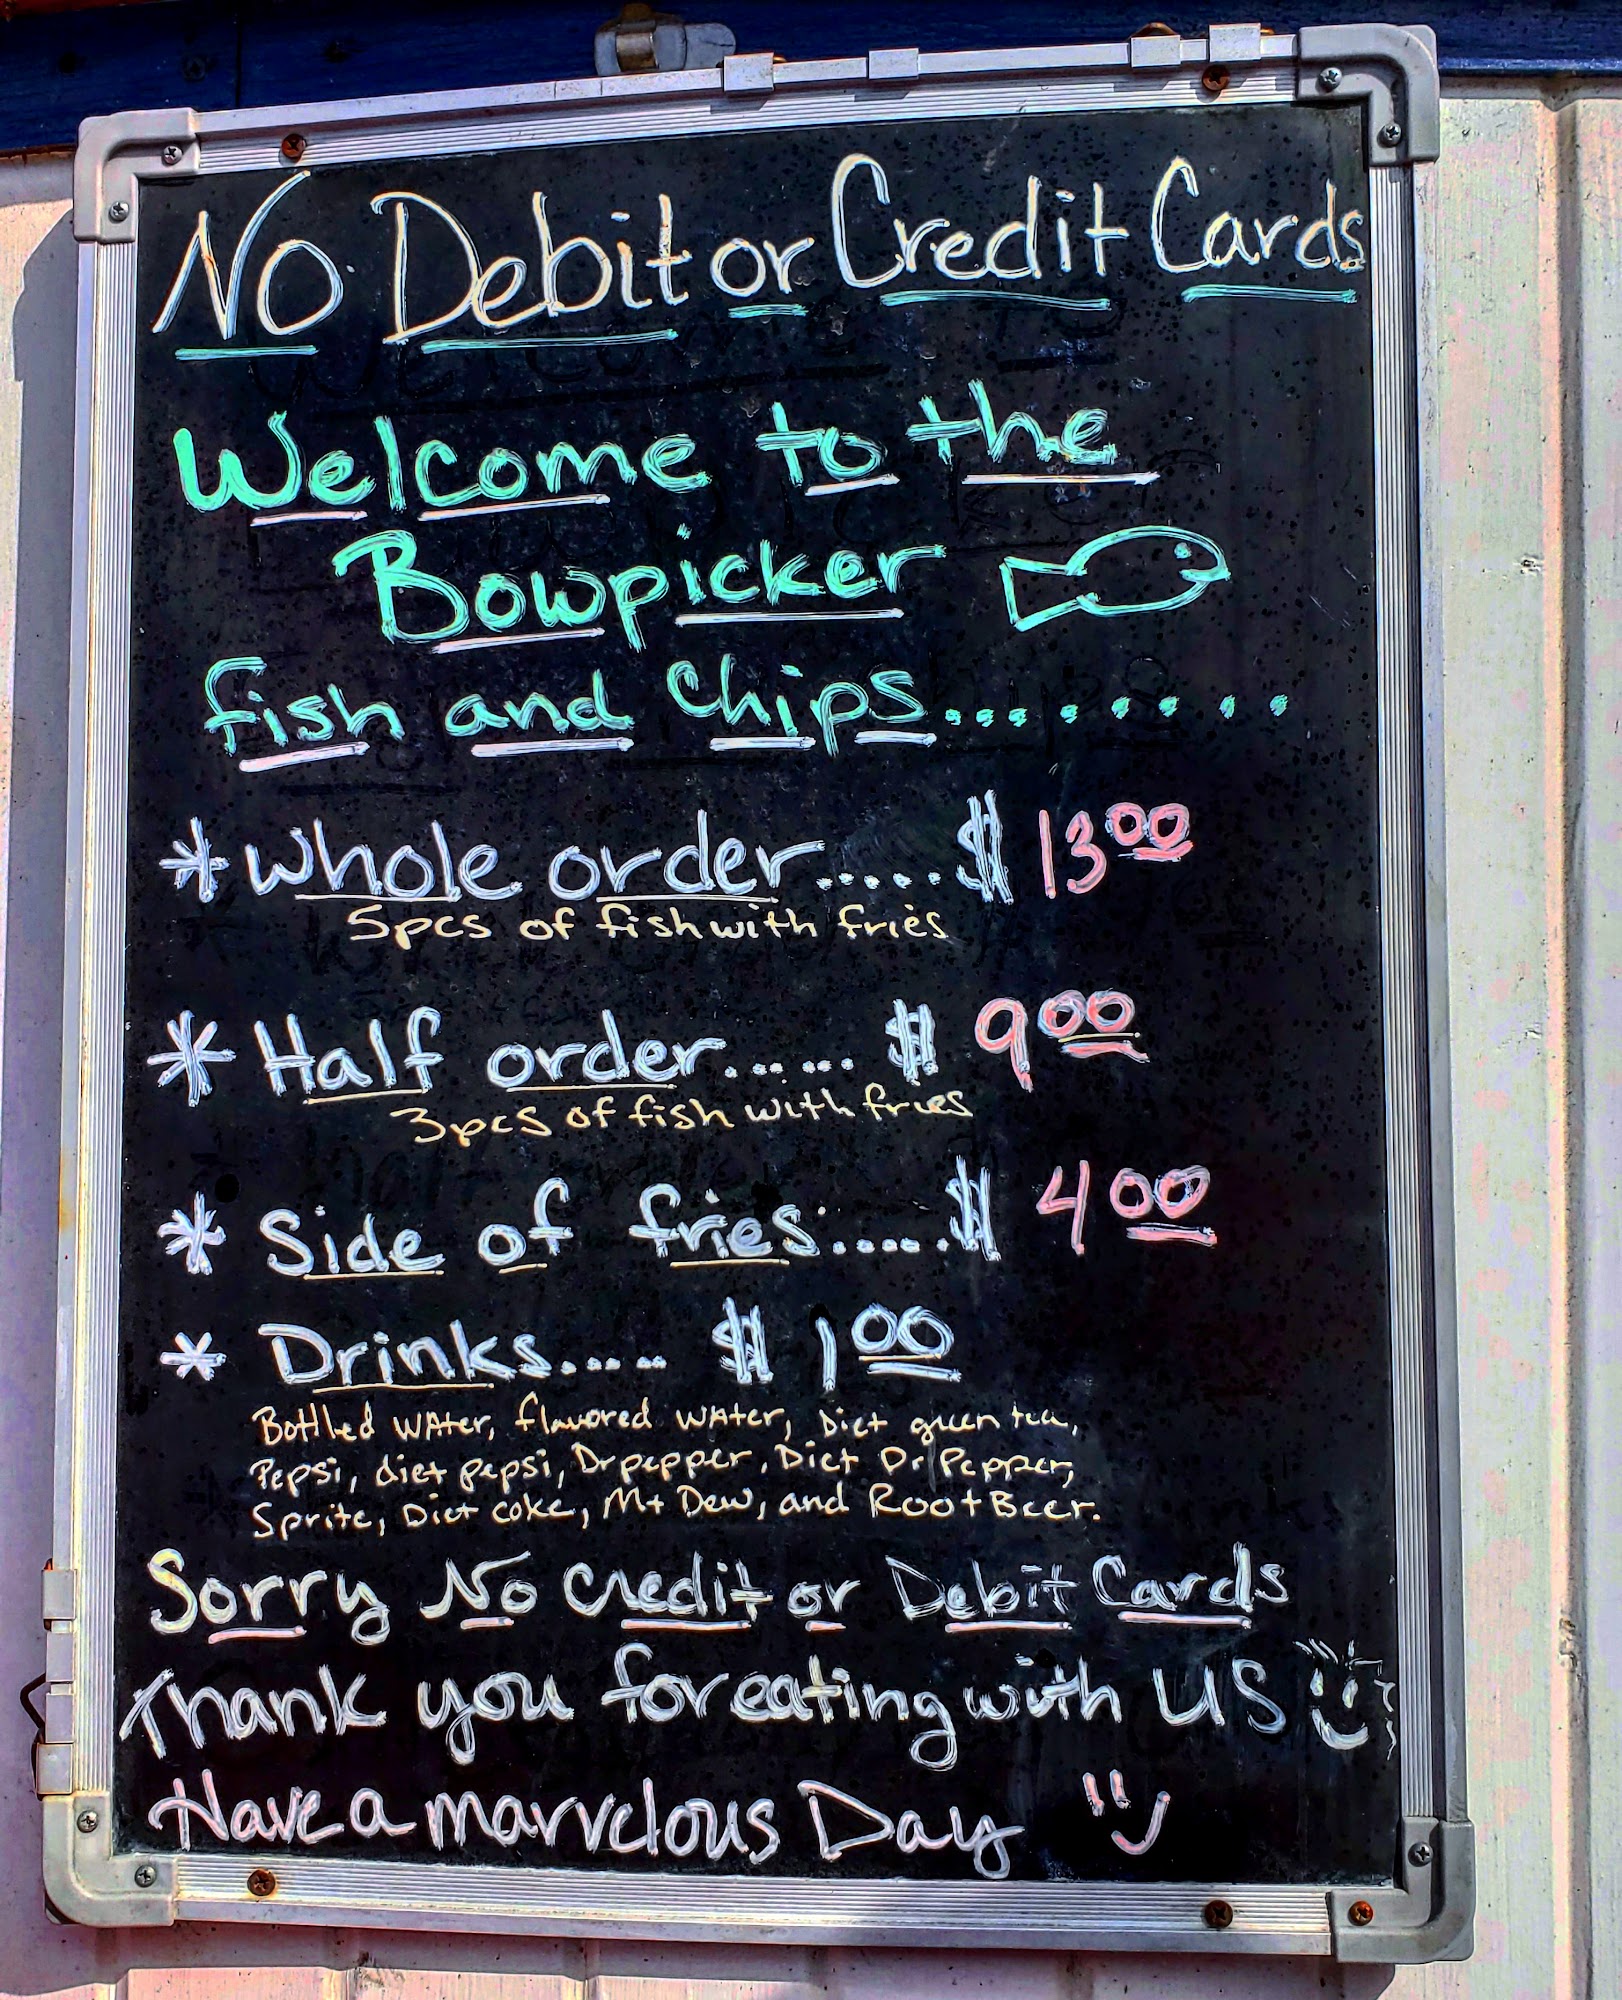 No Debit or Credit Cards
Welcome to the
Bowpicker
fish and Chips.........
* Whole order.....$ 13 00
5pcs of fish with fries
* Half order...... $ 9 00
3pcs of fish with fries
* Side of fries.....$ 4 00
* Drinks..... $ 1 00
Bottled WAter, flavored WAter, Diet green tea,
Pepsi, diet pepsi, Dr pepper, Diet Dr Pepper,
Sprite, Diet coke, Mt Dew, and Root Beer.
Sorry No Credit or Debit Cards
Thank you for eating with US
Have a marvelous Day